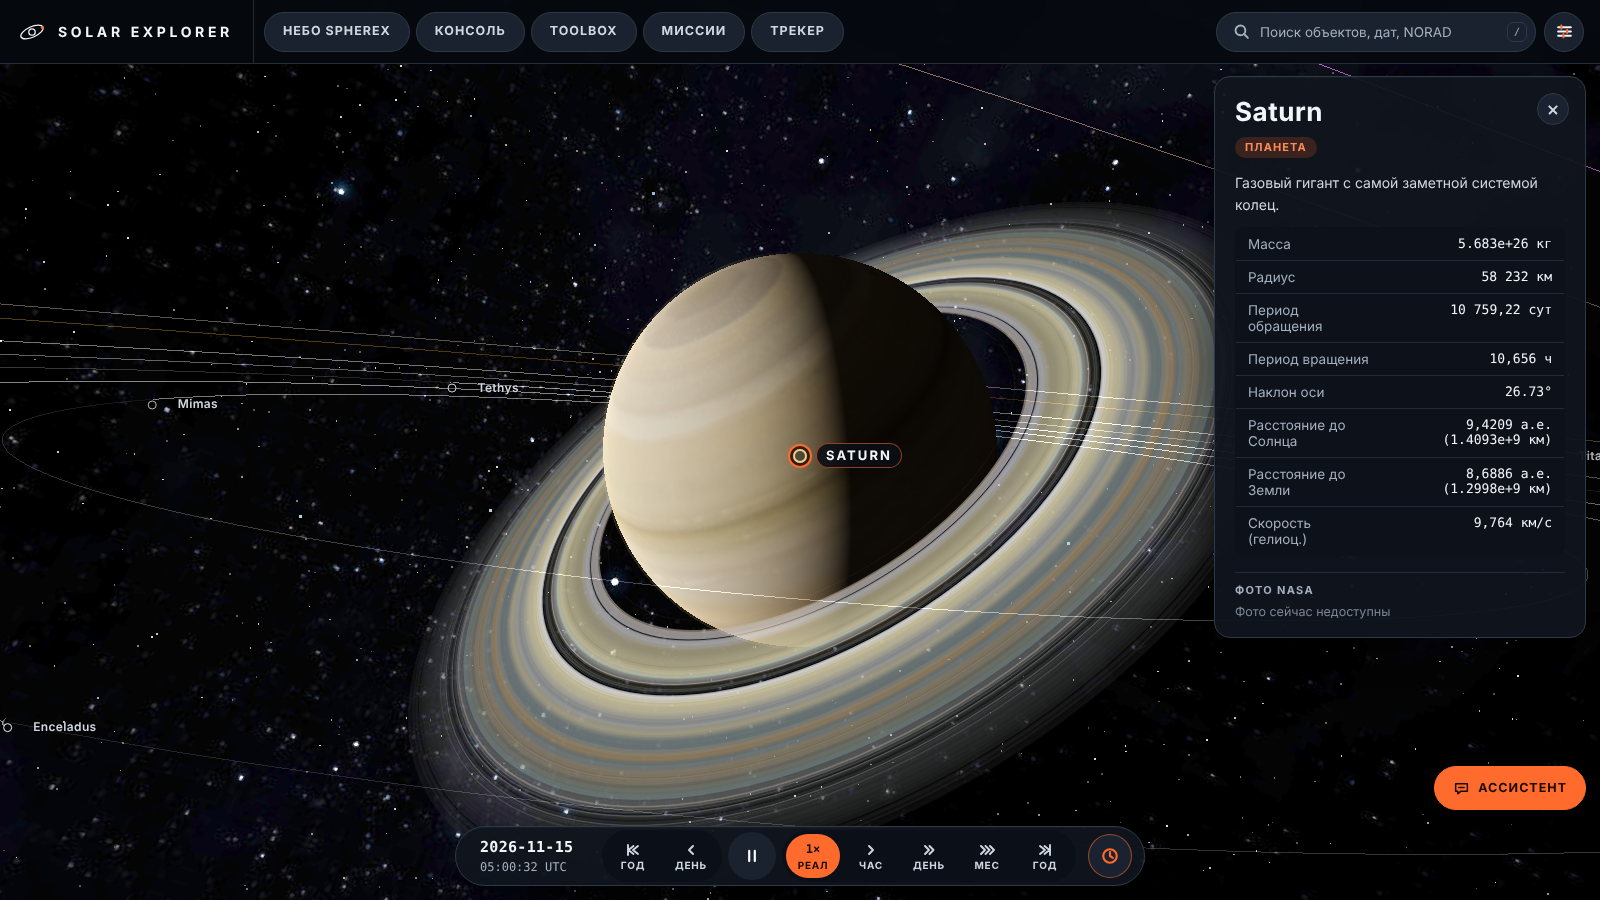 SOLAR EXPLORER
НЕБО SPHEREX
КОНСОЛЬ
TOOLBOX
МИССИИ
ТРЕКЕР
Поиск объектов, дат, NORAD
/
Saturn
ПЛАНЕТА
Газовый гигант с самой заметной системой
колец.
Масса 5.683e+26 кг
Радиус 58 232 км
Период 10 759,22 сут
обращения
Период вращения 10,656 ч
Наклон оси 26.73°
Расстояние до 9,4209 а.е.
Солнца (1.4093e+9 км)
Расстояние до 8,6886 а.е.
Земли (1.2998e+9 км)
Скорость 9,764 км/с
(гелиоц.)
ФОТО NASA
Фото сейчас недоступны
Tethys
Mimas
SATURN
Enceladus
АССИСТЕНТ
2026-11-15
05:00:32 UTC
ГОД
ДЕНЬ
1×
РЕАЛ
ЧАС
ДЕНЬ
МЕС
ГОД